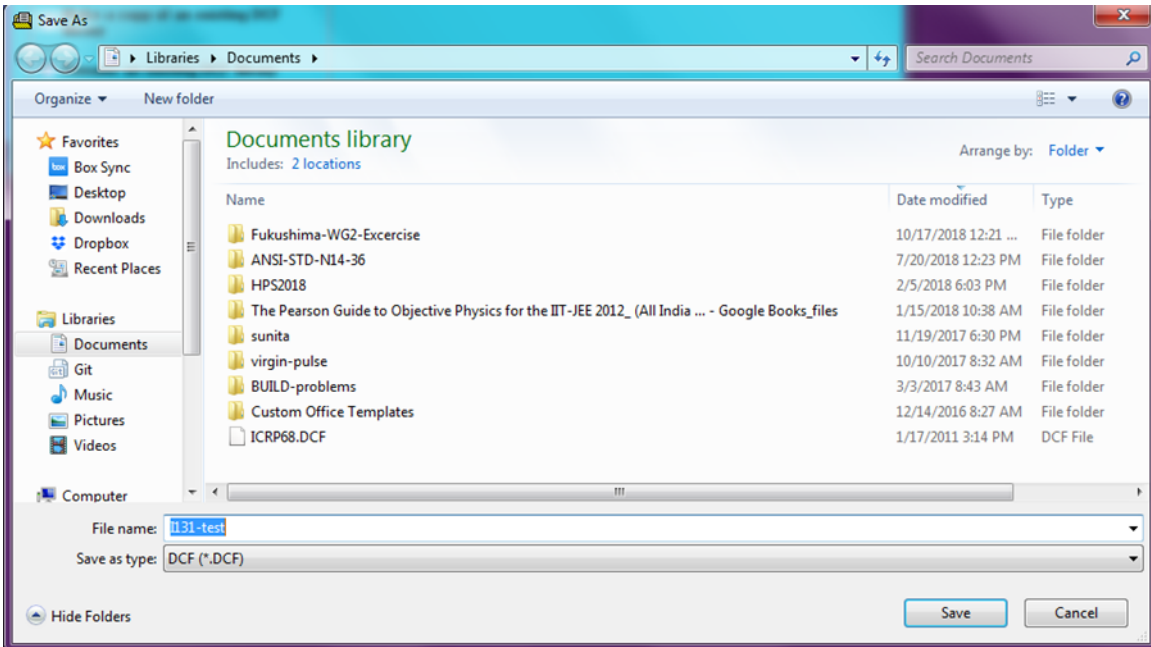 Save As
Libraries Documents
Search Documents
Organize New folder
Favorites
Box Sync
Desktop
Downloads
Dropbox
Recent Places
Libraries
Documents
Git
Music
Pictures
Videos
Computer
Documents library
Includes: 2 locations
Arrange by: Folder
Name Date modified Type
Fukushima-WG2-Excercise 10/17/2018 12:21 ... File folder
ANSI-STD-N14-36 7/20/2018 12:23 PM File folder
HPS2018 2/5/2018 6:03 PM File folder
The Pearson Guide to Objective Physics for the IIT-JEE 2012_ (All India ... - Google Books_files 1/15/2018 10:38 AM File folder
sunita 11/19/2017 6:30 PM File folder
virgin-pulse 10/10/2017 8:32 AM File folder
BUILD-problems 3/3/2017 8:43 AM File folder
Custom Office Templates 12/14/2016 8:27 AM File folder
ICRP68.DCF 1/17/2011 3:14 PM DCF File
File name: I131-test
Save as type: DCF (*.DCF)
Hide Folders
Save Cancel